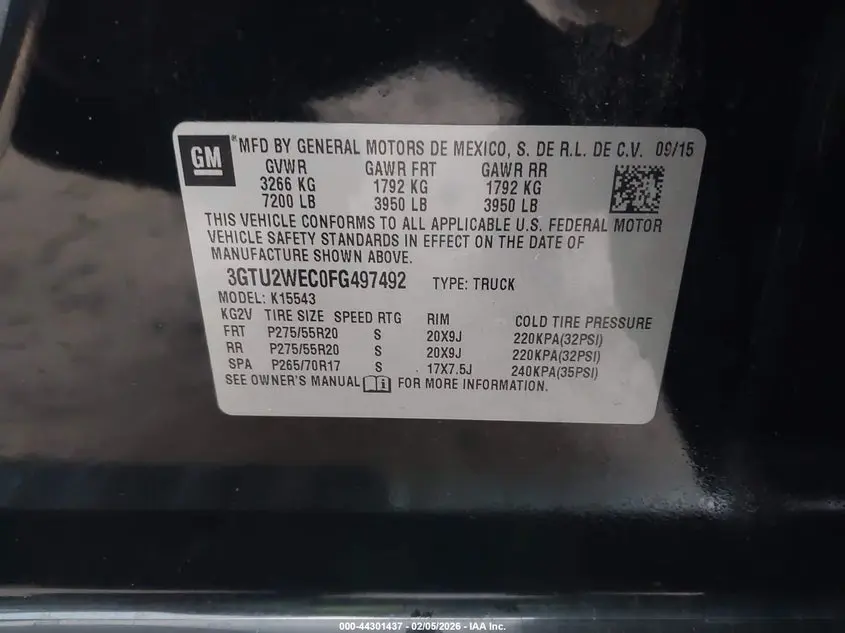 GM
*MFD BY GENERAL MOTORS DE MEXICO, S. DE R.L. DE C.V. 09/15
GVWR GAWR FRT GAWR RR
3266 KG 1792 KG 1792 KG
7200 LB 3950 LB 3950 LB
THIS VEHICLE CONFORMS TO ALL APPLICABLE U.S. FEDERAL MOTOR
VEHICLE SAFETY STANDARDS IN EFFECT ON THE DATE OF
MANUFACTURE SHOWN ABOVE.
3GTU2WEC0FG497492 TYPE: TRUCK
MODEL: K15543
KG2V TIRE SIZE SPEED RTG RIM COLD TIRE PRESSURE
FRT P275/55R20 S 20X9J 220KPA(32PSI)
RR P275/55R20 S 20X9J 220KPA(32PSI)
SPA P265/70R17 S 17X7.5J 240KPA(35PSI)
SEE OWNER'S MANUAL i FOR MORE INFORMATION.
000-44301437 - 02/05/2026 - IAA Inc.